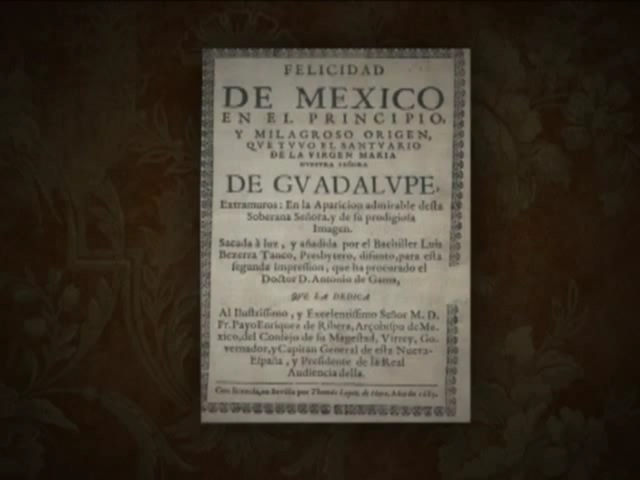 FELICIDAD
DE MEXICO
EN EL PRINCIPIO,
Y MILAGROSO ORIGEN,
QVE TVVO EL SANTVARIO
DE LA VIRGEN MARIA
NVESTRA SEÑORA
DE GVADALVPE,
Extramuros: En la Aparicion admirable desta
Soberana Señora, y de su prodigiosa
Imagen.
Sacada à luz, y añadida por el Bachiller Luis
Bezerra Tanco, Presbytero, difunto, para esta
segunda impression, que ha procurado el
Doctor D. Antonio de Gama,
QVE LA DEDICA
Al Ilustrissimo, y Excelentissimo Señor M. D.
Fr. Payo Enriquez de Ribera, Arçobispo de Me-
xico, del Consejo de su Magestad, Virrey, Go-
vernador, y Capitan General de esta Nueva-
España, y Presidente de la Real
Audiencia della.
Con licencia, en Sevilla por Thomàs Lopez de Haro, Año de